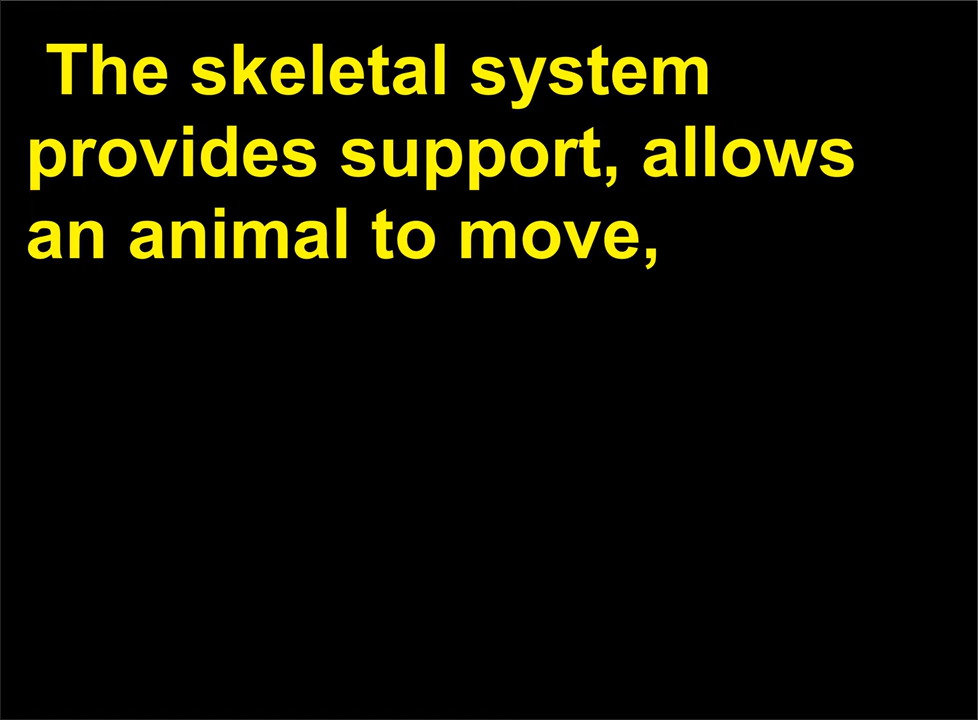 The skeletal system
provides support, allows
an animal to move,